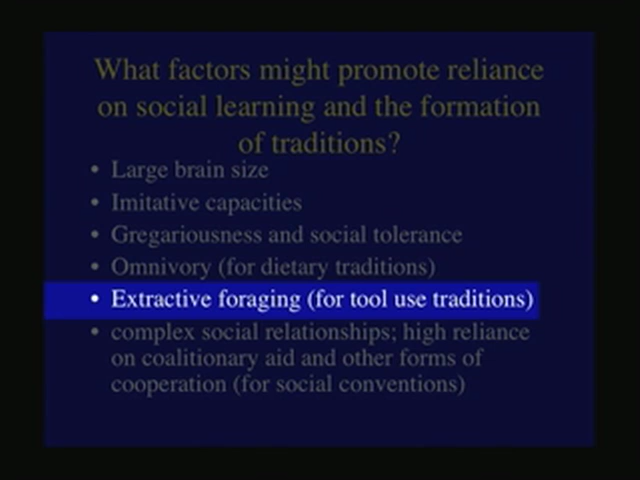 What factors might promote reliance
on social learning and the formation
of traditions?
• Large brain size
• Imitative capacities
• Gregariousness and social tolerance
• Omnivory (for dietary traditions)
• Extractive foraging (for tool use traditions)
• complex social relationships; high reliance
on coalitionary aid and other forms of
cooperation (for social conventions)